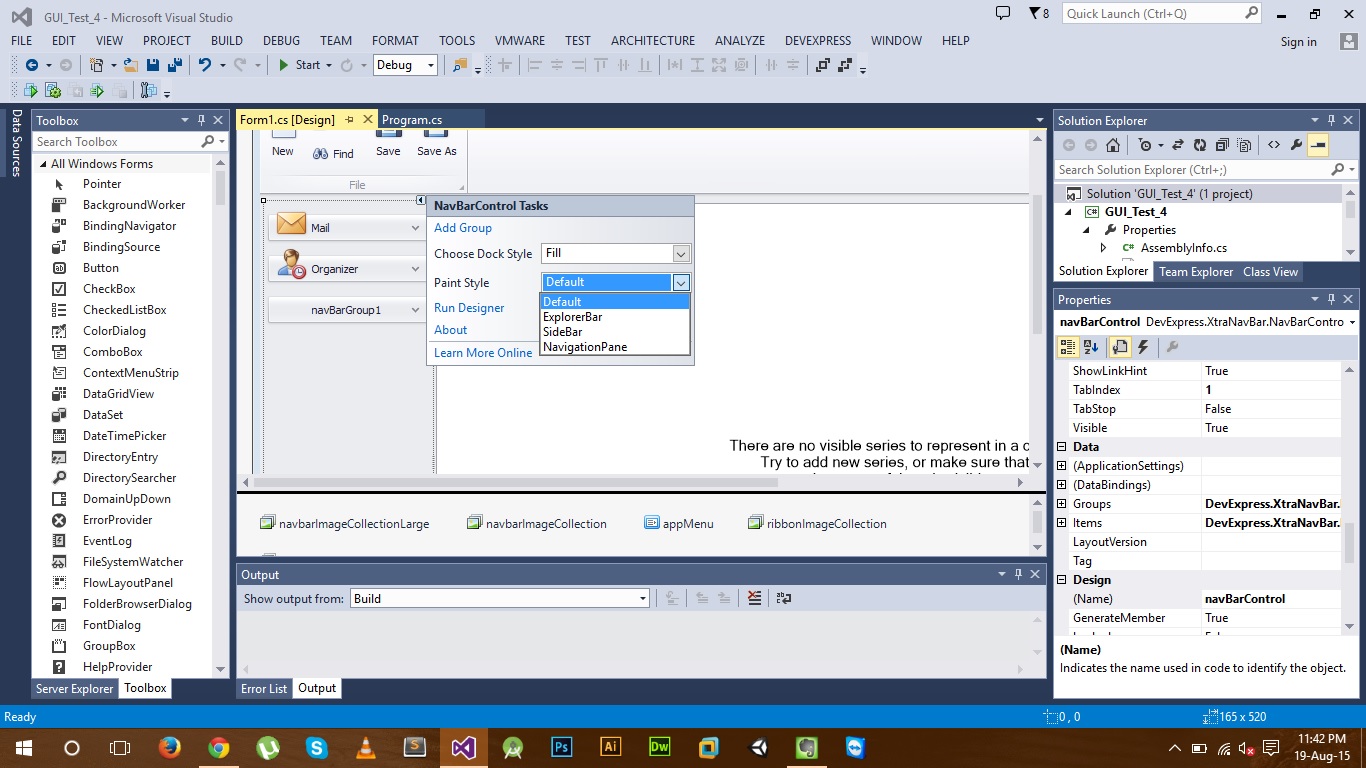 GUI_Test_4 - Microsoft Visual Studio
8
Quick Launch (Ctrl+Q)
FILE EDIT VIEW PROJECT BUILD DEBUG TEAM FORMAT TOOLS VMWARE TEST ARCHITECTURE ANALYZE DEVEXPRESS WINDOW HELP
Sign in
Start
Debug
Data Sources
Toolbox
Search Toolbox
All Windows Forms
Pointer
BackgroundWorker
BindingNavigator
BindingSource
Button
CheckBox
CheckedListBox
ColorDialog
ComboBox
ContextMenuStrip
DataGridView
DataSet
DateTimePicker
DirectoryEntry
DirectorySearcher
DomainUpDown
ErrorProvider
EventLog
FileSystemWatcher
FlowLayoutPanel
FolderBrowserDialog
FontDialog
GroupBox
HelpProvider
Server Explorer Toolbox
Form1.cs [Design] Program.cs
New Find Save Save As
File
Mail
Organizer
navBarGroup1
NavBarControl Tasks
Add Group
Choose Dock Style Fill
Paint Style Default
Default
ExplorerBar
SideBar
NavigationPane
Run Designer
About
Learn More Online
There are no visible series to represent in a c
Try to add new series, or make sure that
navbarImageCollectionLarge navbarImageCollection appMenu ribbonImageCollection
Output
Show output from: Build
Error List Output
Solution Explorer
Search Solution Explorer (Ctrl+;)
Solution 'GUI_Test_4' (1 project)
C# GUI_Test_4
Properties
C# AssemblyInfo.cs
Solution Explorer Team Explorer Class View
Properties
navBarControl DevExpress.XtraNavBar.NavBarContro
ShowLinkHint True
TabIndex 1
TabStop False
Visible True
Data
(ApplicationSettings)
(DataBindings)
Groups DevExpress.XtraNavBar.
Items DevExpress.XtraNavBar.
LayoutVersion
Tag
Design
(Name) navBarControl
GenerateMember True
(Name)
Indicates the name used in code to identify the object.
Ready
0 , 0
165 x 520
S
Ps
Ai
Dw
11:42 PM
19-Aug-15